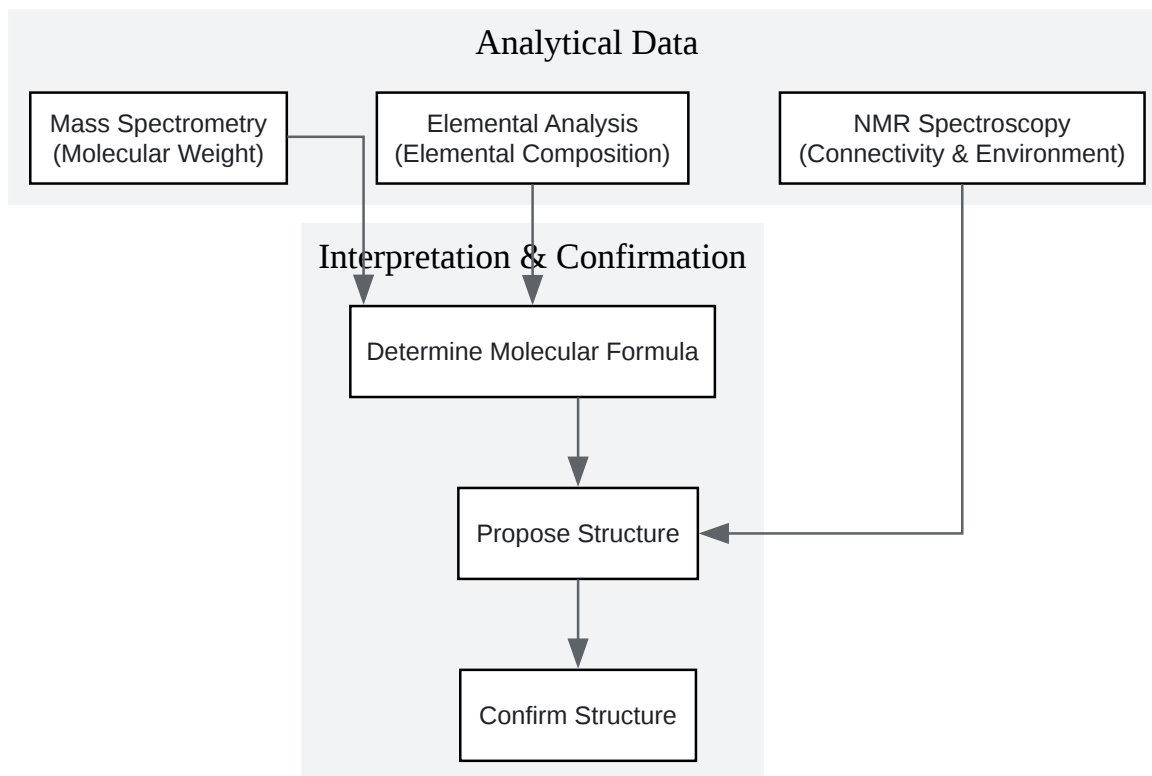 Analytical Data
Mass Spectrometry
(Molecular Weight)
Elemental Analysis
(Elemental Composition)
NMR Spectroscopy
(Connectivity & Environment)
Interpretation & Confirmation
Determine Molecular Formula
Propose Structure
Confirm Structure